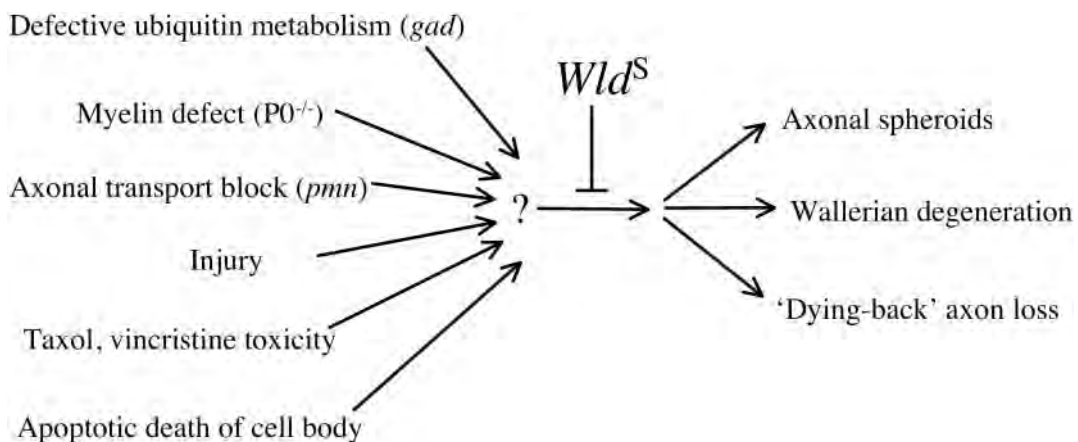 Defective ubiquitin metabolism (gad)
Wldˢ
Myelin defect (P0⁻/⁻)
Axonal spheroids
Axonal transport block (pmn)
?
Wallerian degeneration
Injury
'Dying-back' axon loss
Taxol, vincristine toxicity
Apoptotic death of cell body